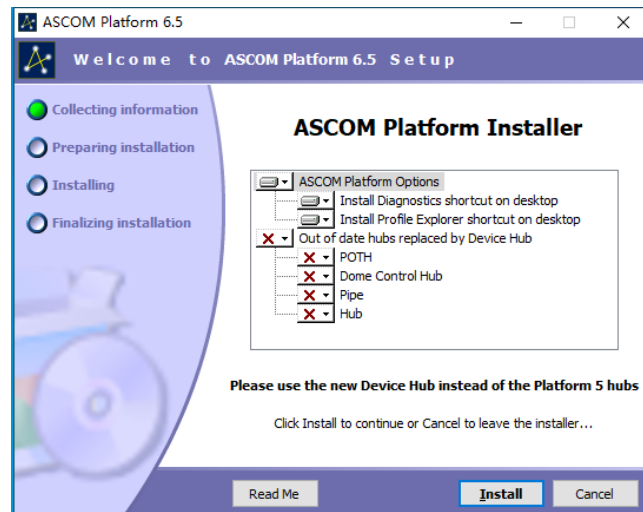 ASCOM Platform 6.5
Welcome to ASCOM Platform 6.5 Setup
Collecting information
Preparing installation
Installing
Finalizing installation
ASCOM Platform Installer
ASCOM Platform Options
Install Diagnostics shortcut on desktop
Install Profile Explorer shortcut on desktop
Out of date hubs replaced by Device Hub
POTH
Dome Control Hub
Pipe
Hub
Please use the new Device Hub instead of the Platform 5 hubs
Click Install to continue or Cancel to leave the installer...
Read Me
Install
Cancel